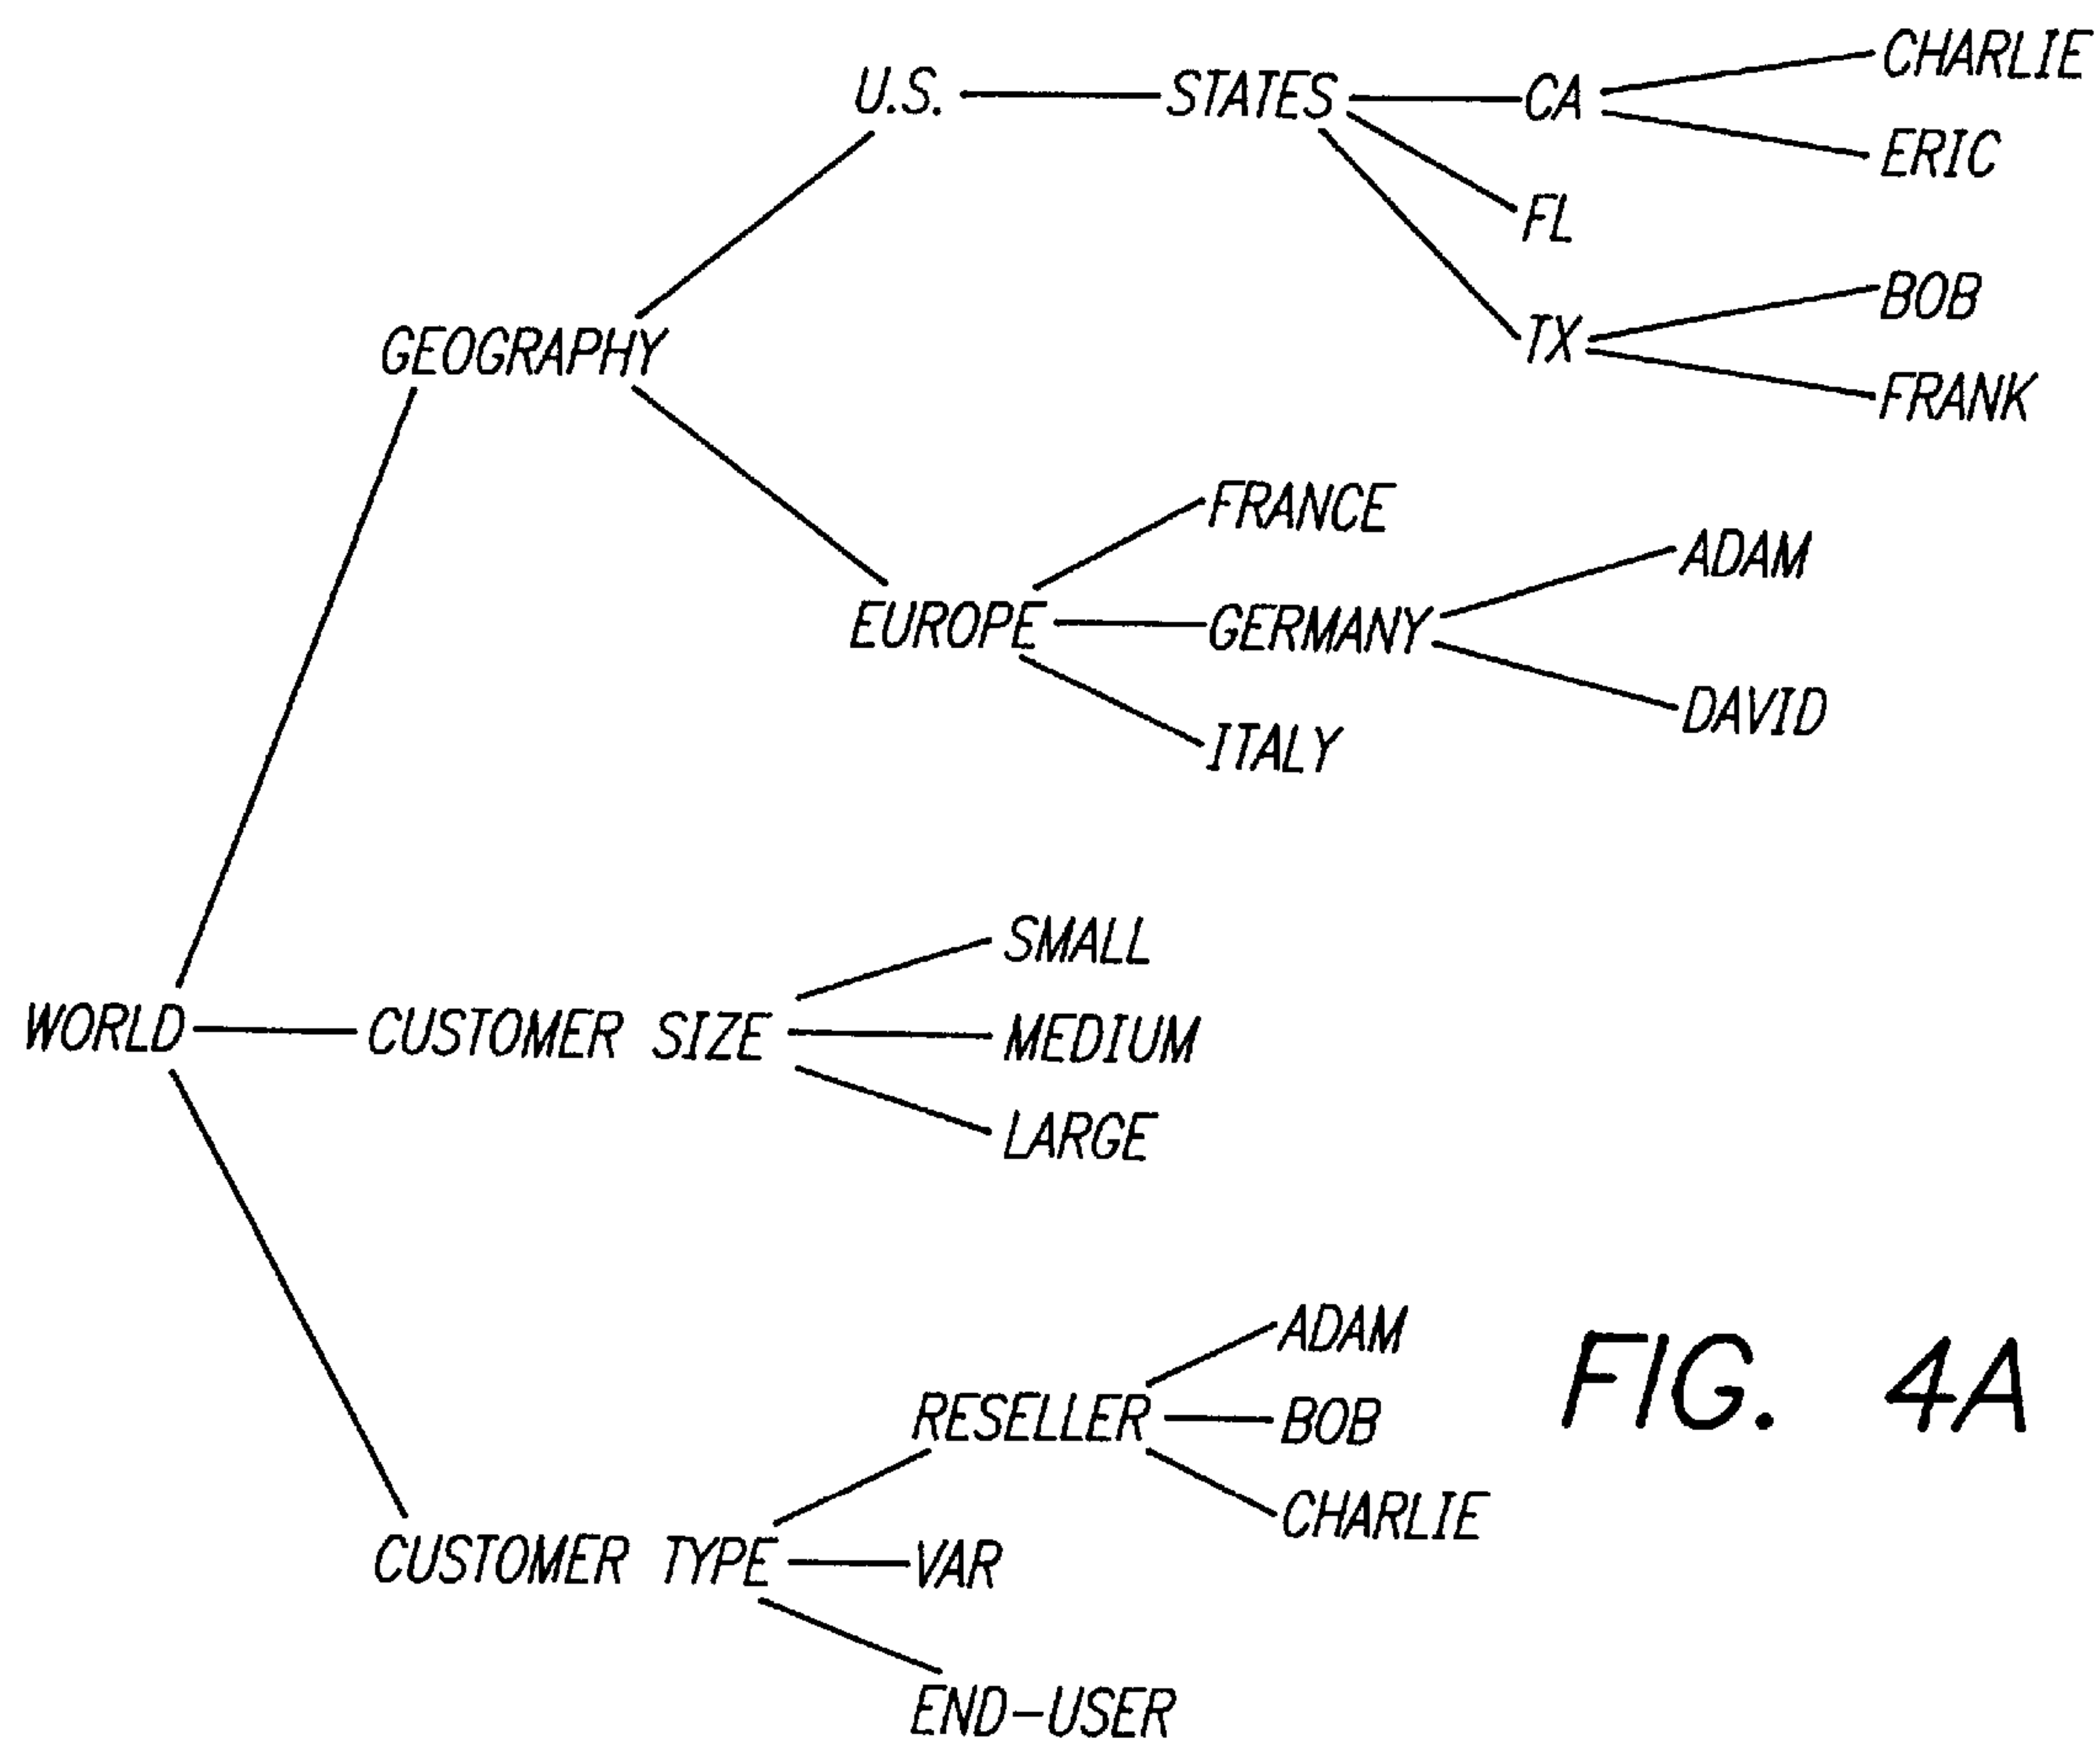 CHARLIE
U.S. STATES CA
ERIC
FL
BOB
GEOGRAPHY TX
FRANK
FRANCE
ADAM
EUROPE GERMANY
DAVID
ITALY
SMALL
WORLD CUSTOMER SIZE MEDIUM
LARGE
ADAM
RESELLER BOB
CHARLIE
CUSTOMER TYPE VAR
END-USER
FIG. 4A